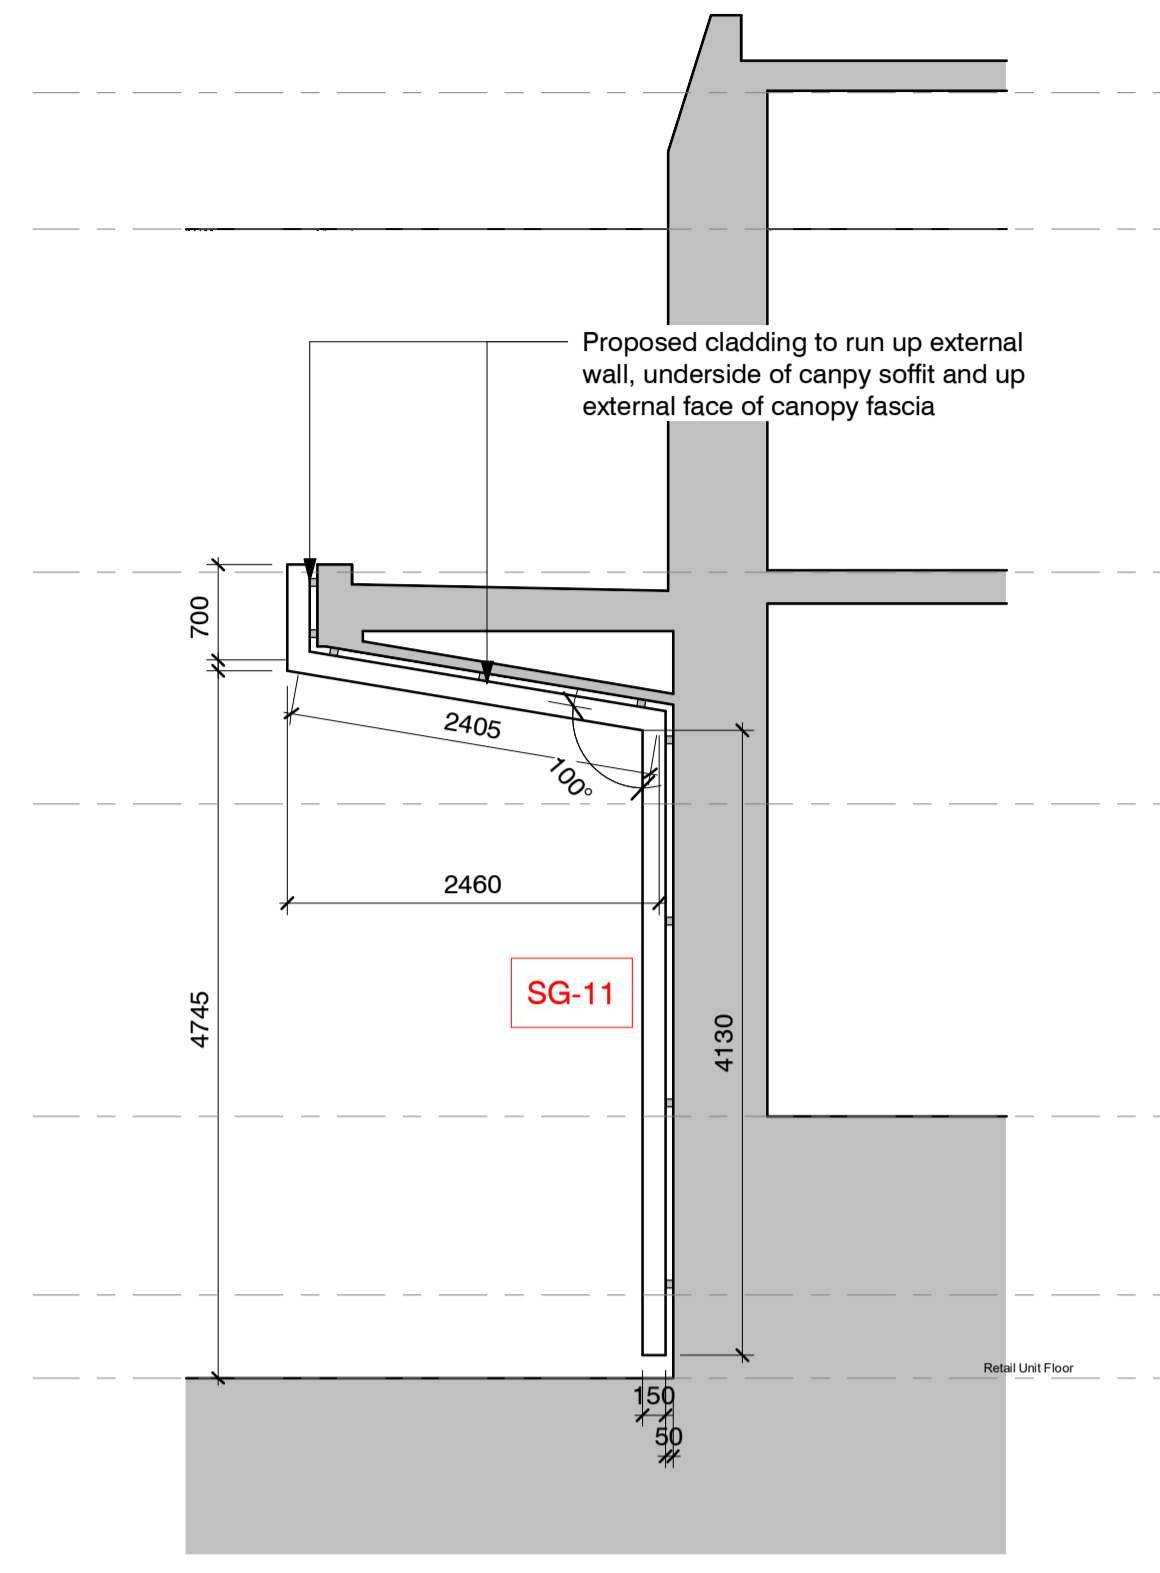 Proposed cladding to run up external
wall, underside of canpy soffit and up
external face of canopy fascia
700
2405
100°
2460
SG-11
4745
4130
Retail Unit Floor
150
50